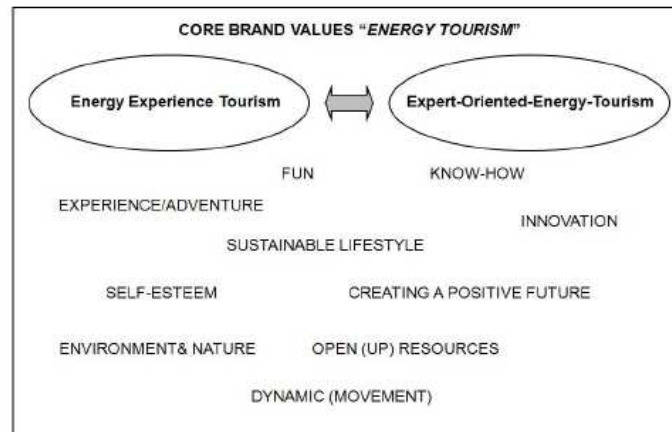 CORE BRAND VALUES “ENERGY TOURISM”
Energy Experience Tourism
Expert-Oriented-Energy-Tourism
FUN
KNOW-HOW
EXPERIENCE/ADVENTURE
INNOVATION
SUSTAINABLE LIFESTYLE
SELF-ESTEEM
CREATING A POSITIVE FUTURE
ENVIRONMENT& NATURE
OPEN (UP) RESOURCES
DYNAMIC (MOVEMENT)